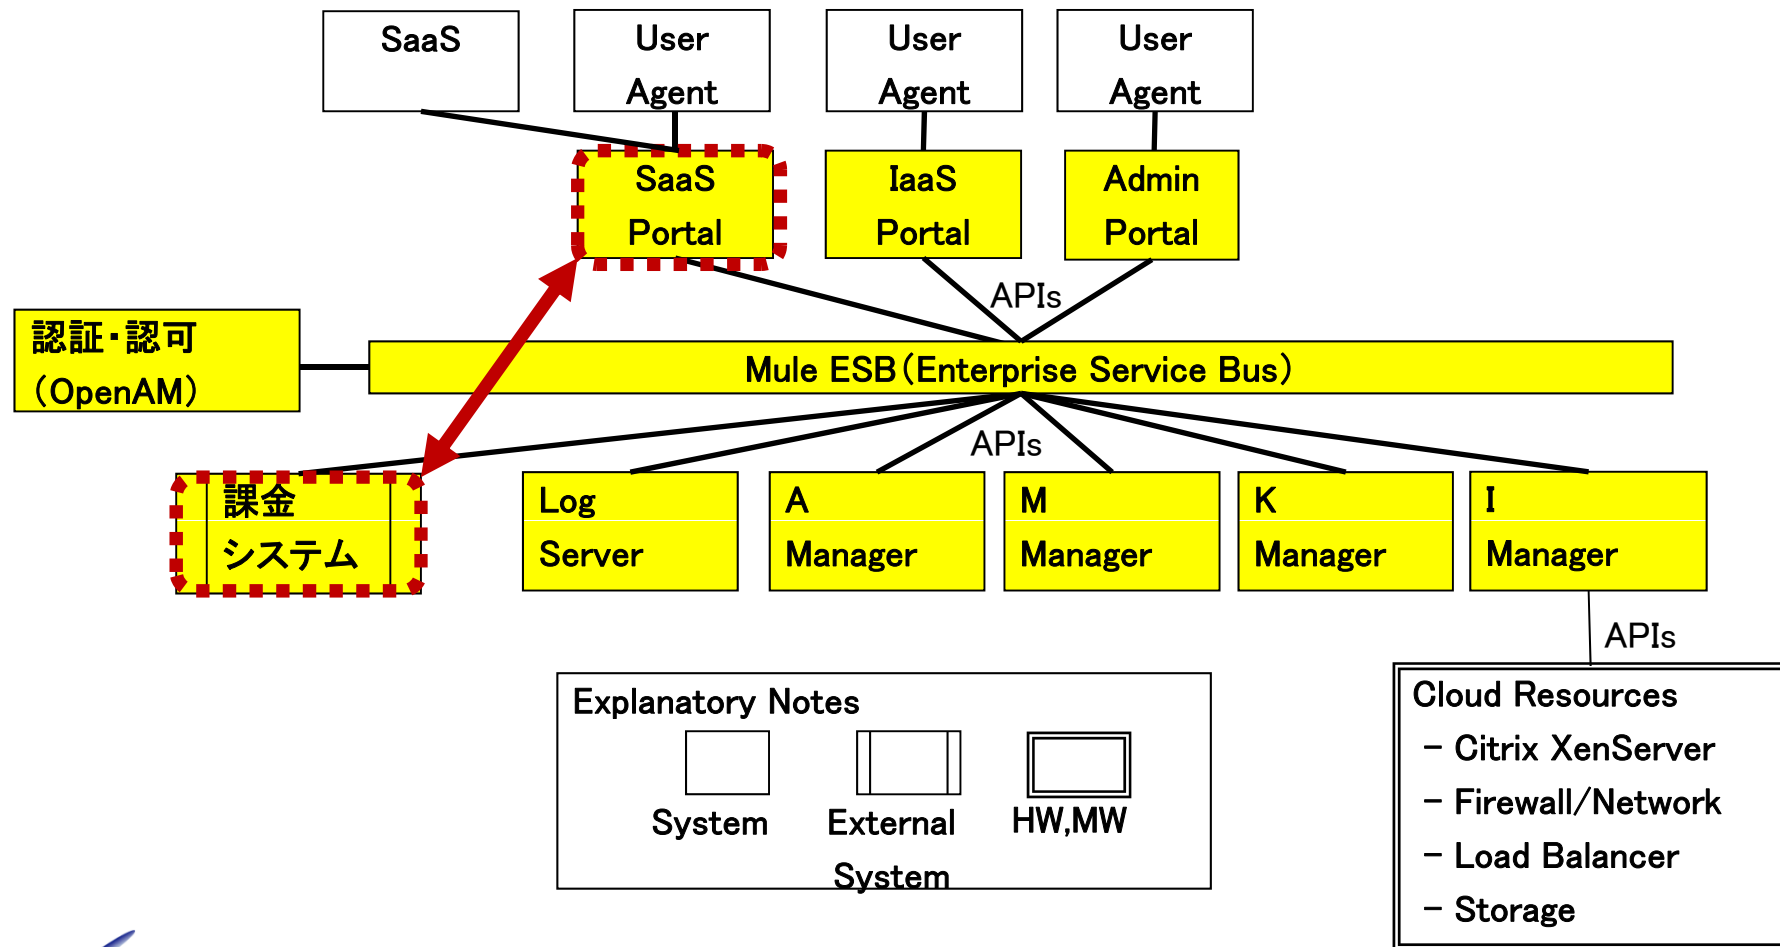 SaaS
User
Agent
User
Agent
User
Agent
SaaS
Portal
IaaS
Portal
Admin
Portal
APIs
認証・認可
（OpenAM）
Mule ESB（Enterprise Service Bus）
APIs
課金
システム
Log
Server
A
Manager
M
Manager
K
Manager
I
Manager
APIs
Explanatory Notes
System
External
System
HW,MW
Cloud Resources
- Citrix XenServer
- Firewall/Network
- Load Balancer
- Storage